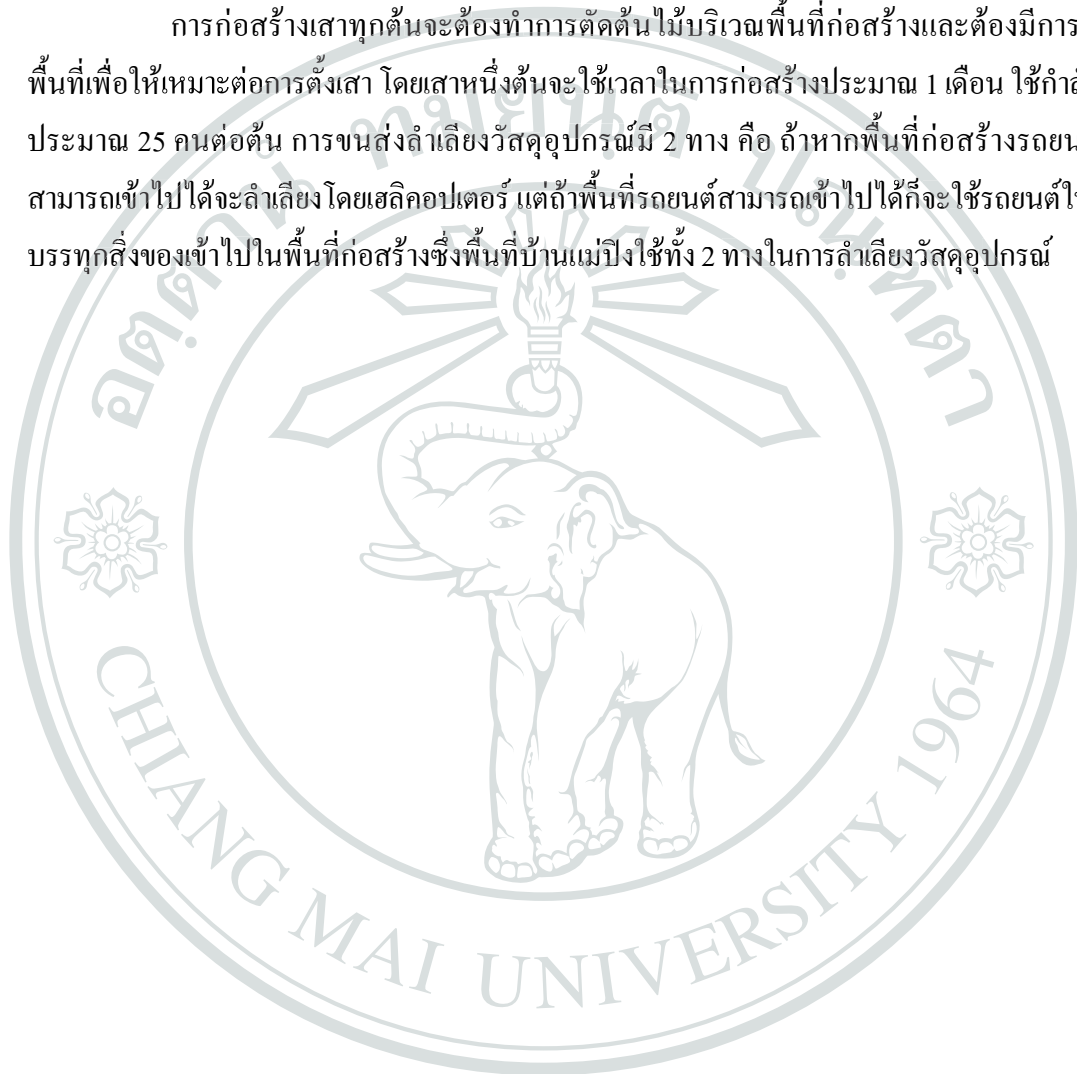 การก่อสร้างเสาทุกต้นจะต้องทำการตัดต้นไม้บริเวณพื้นที่ก่อสร้างและต้องมีการ
พื้นที่เพื่อให้เหมาะต่อการตั้งเสา โดยเสาหนึ่งต้นจะใช้เวลาในการก่อสร้างประมาณ 1 เดือน ใช้
ประมาณ 25 คนต่อต้น การขนส่งลำเลียงวัสดุอุปกรณ์มี 2 ทาง คือ ถ้าหากพื้นที่ก่อสร้าง
สามารถเข้าไปได้จะลำเลียงโดยเฮลิคอปเตอร์ แต่ถ้าพื้นที่รถยนต์สามารถเข้าไปได้ก็จะใช้รถยนต์
บรรทุกสิ่งของเข้าไปในพื้นที่ก่อสร้างซึ่งพื้นที่บ้านแม่ปิงใช้ทั้ง 2 ทางในการลำเลียงวัสดุอุปกรณ์
อตฺตานํ ทมยนฺติ ปณฺฑิตา
CHIANG MAI UNIVERSITY 1964